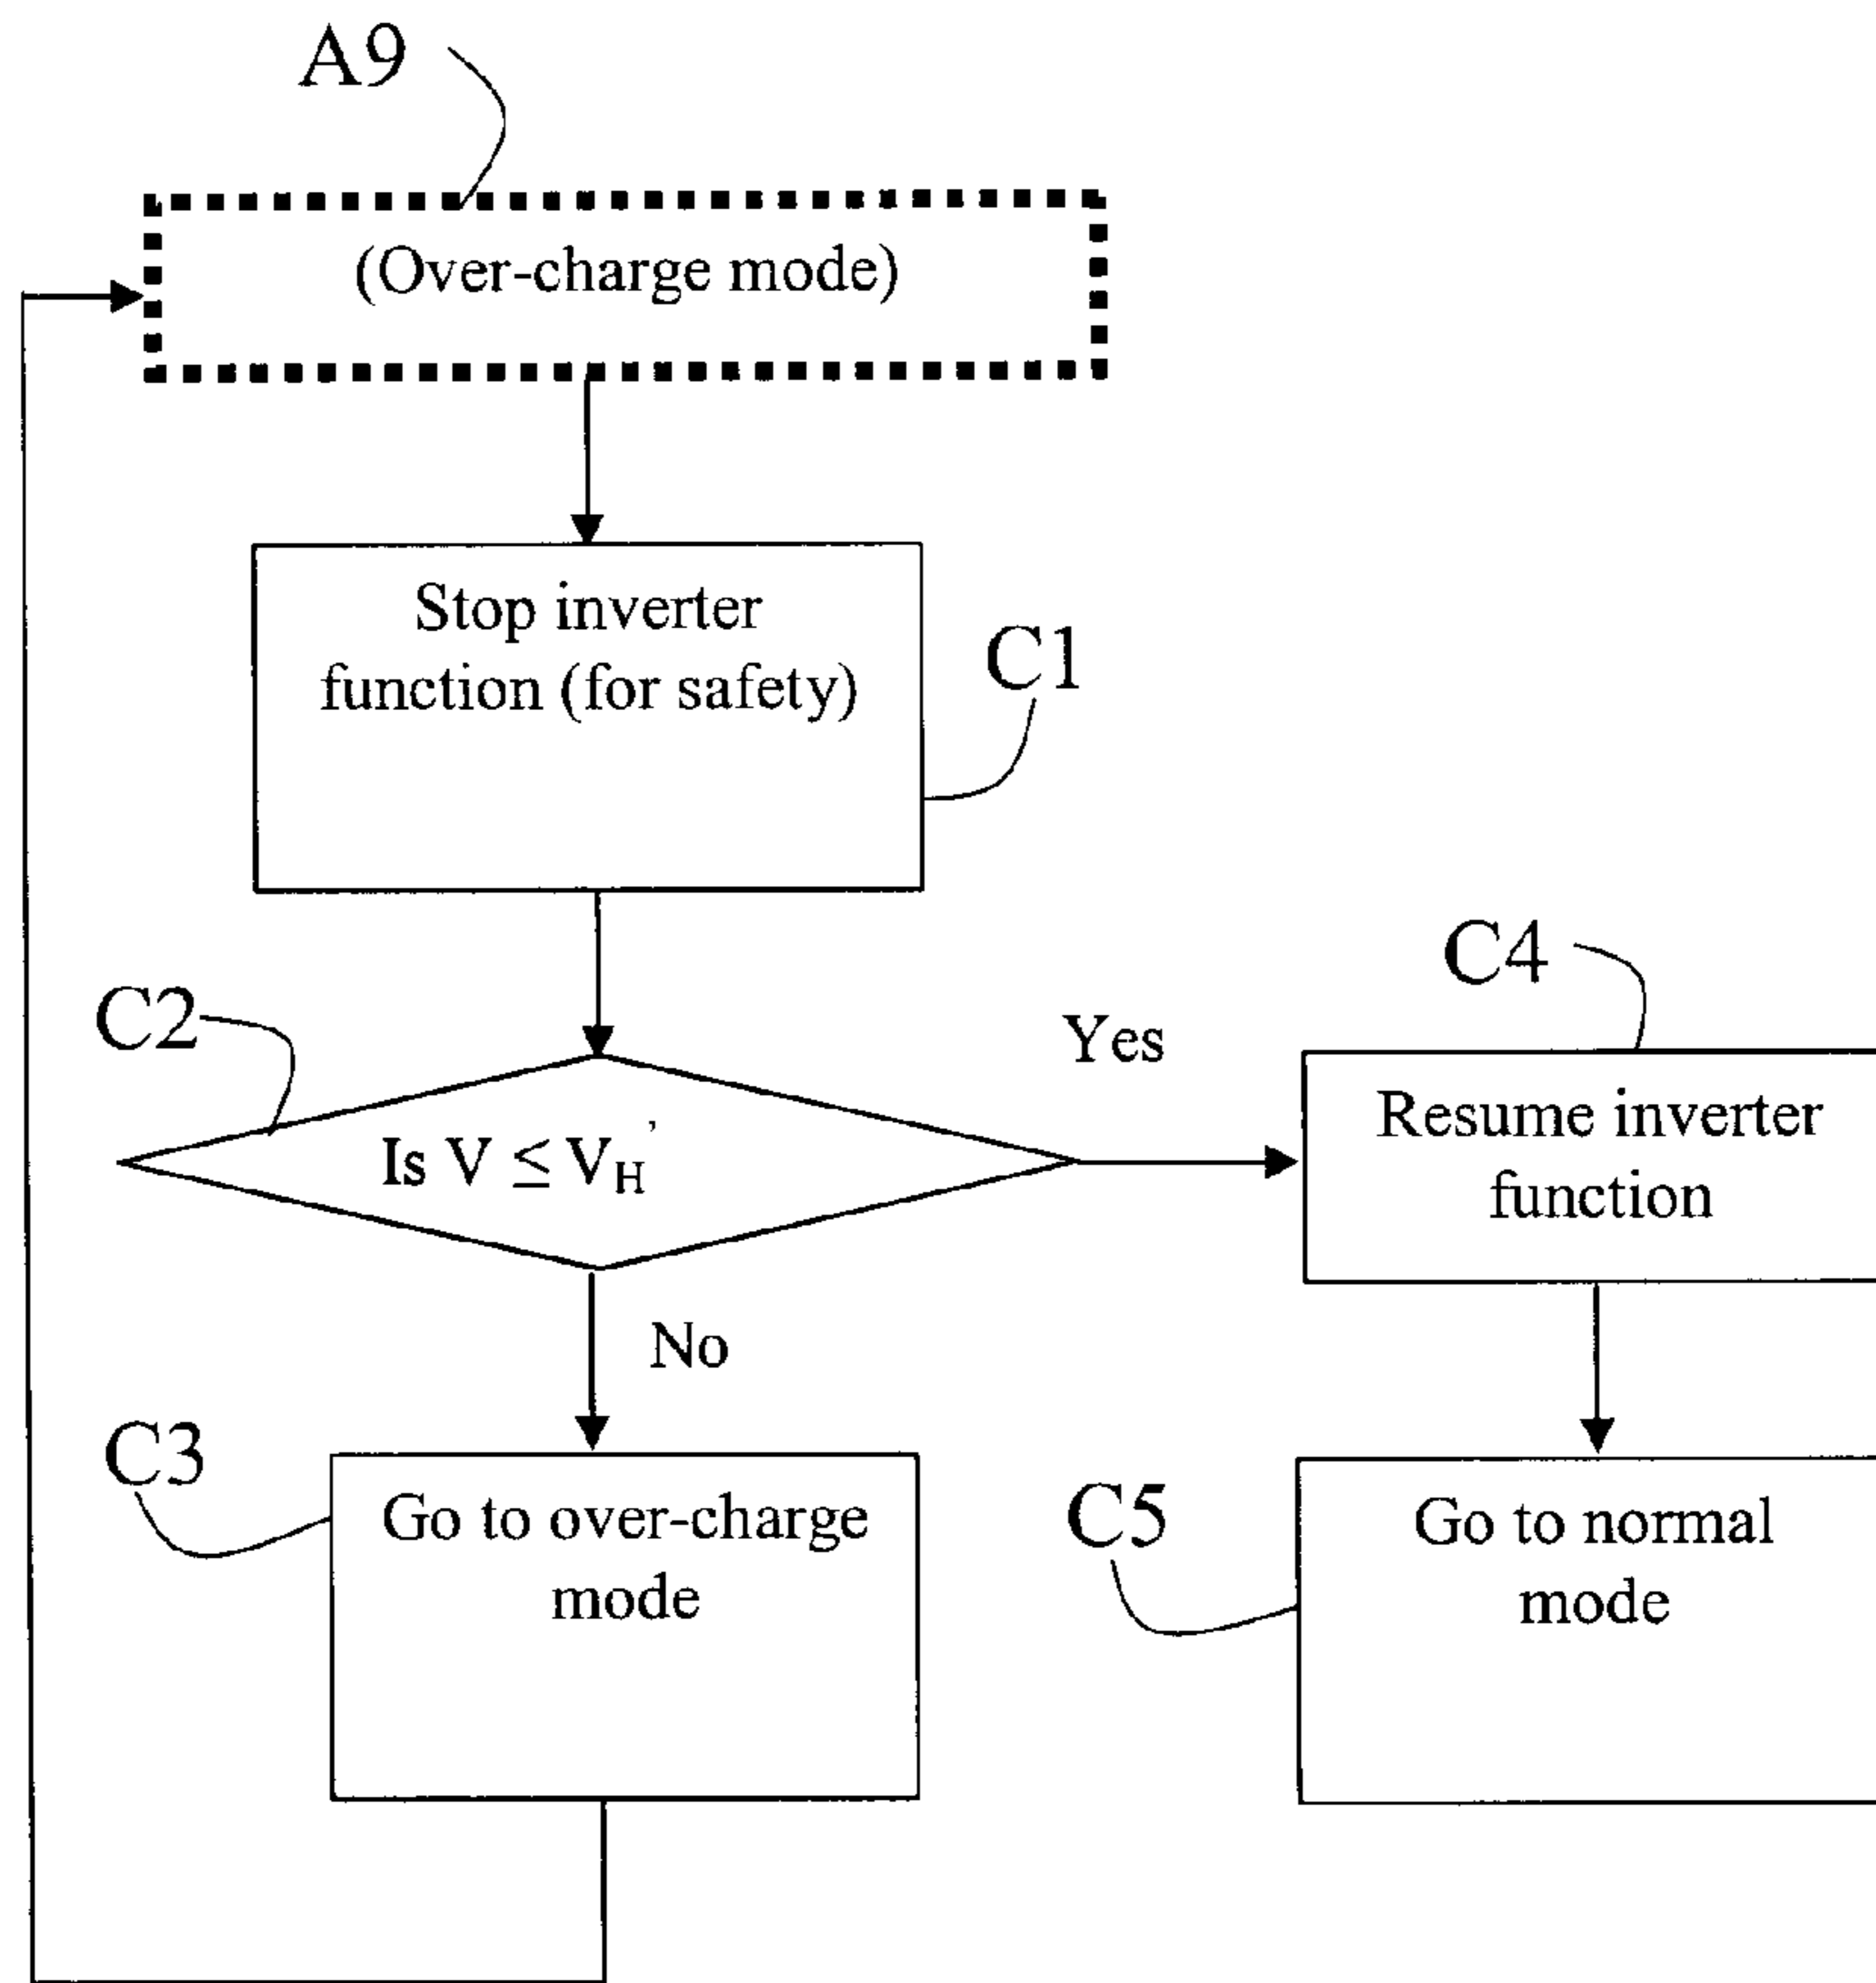 A9
(Over-charge mode)
Stop inverter
function (for safety)
C1
C2
Is V ≤ V_H'
Yes
C4
Resume inverter
function
No
C3
Go to over-charge
mode
C5
Go to normal
mode